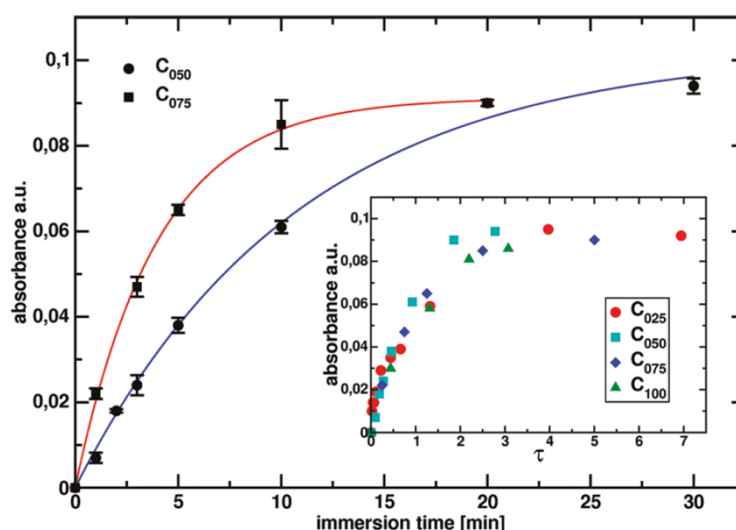 0,1
0,08
0,06
0,04
0,02
0
absorbance a.u.
C050
C075
0 5 10 15 20 25 30
immersion time [min]
0,1
0,08
0,06
0,04
0,02
0
absorbance a.u.
C025
C050
C075
C100
0 1 2 3 4 5 6 7
τ